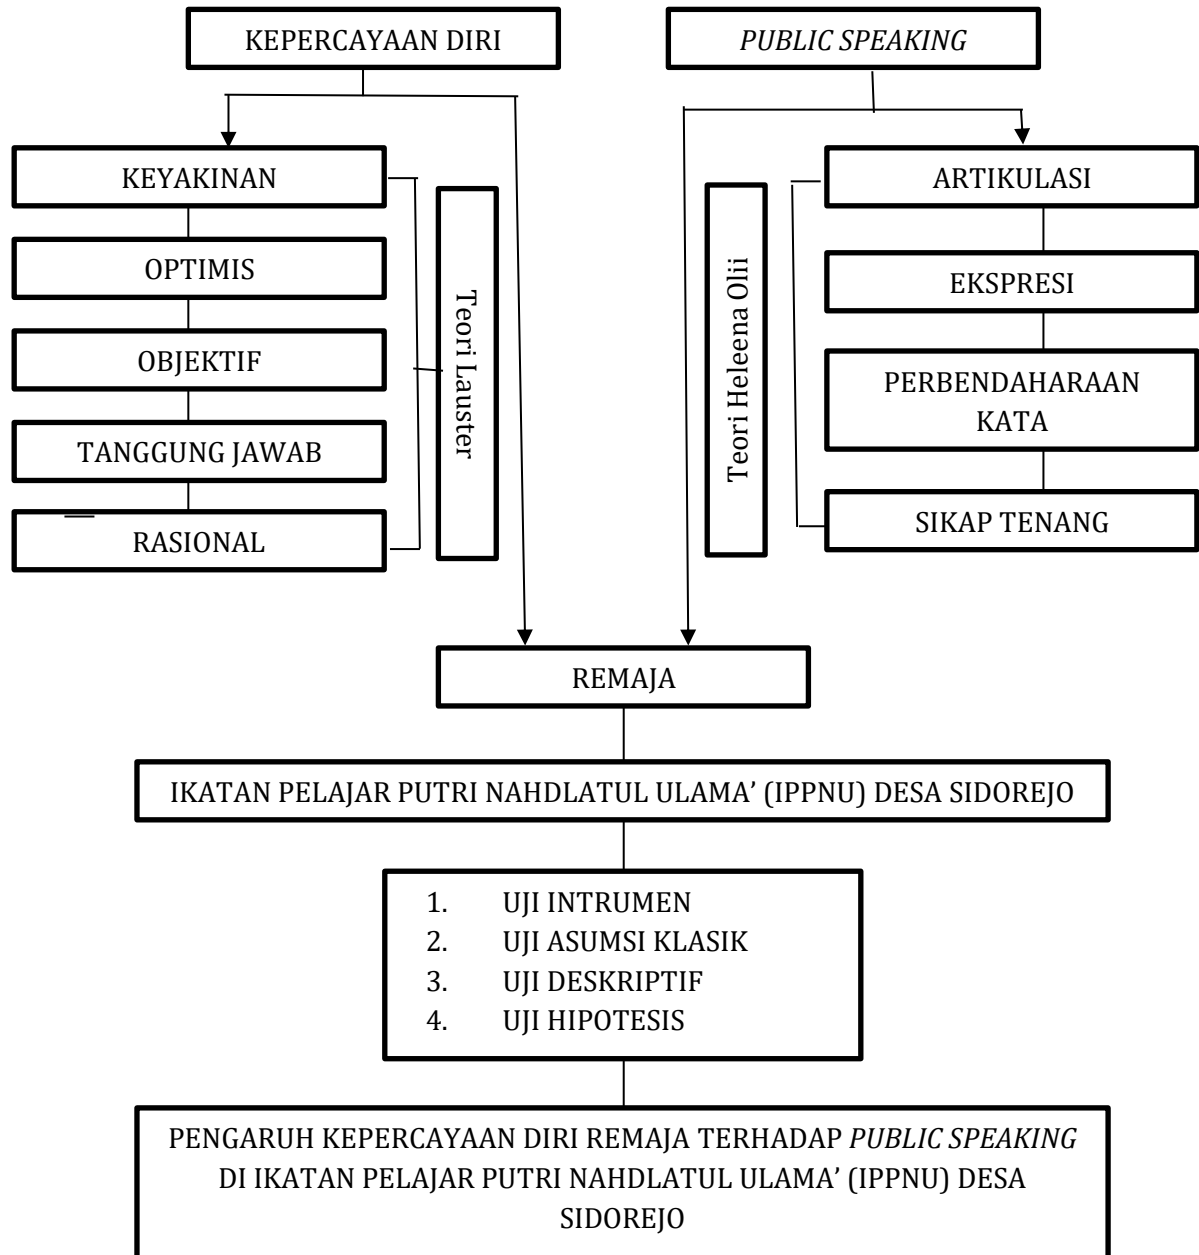 KEPERCAYAAN DIRI
PUBLIC SPEAKING
KEYAKINAN
OPTIMIS
OBJEKTIF
TANGGUNG JAWAB
RASIONAL
Teori Lauster
Teori Heleena Olii
ARTIKULASI
EKSPRESI
PERBENDAHARAAN
KATA
SIKAP TENANG
REMAJA
IKATAN PELAJAR PUTRI NAHDLATUL ULAMA’ (IPPNU) DESA SIDOREJO
1. UJI INTRUMEN
2. UJI ASUMSI KLASIK
3. UJI DESKRIPTIF
4. UJI HIPOTESIS
PENGARUH KEPERCAYAAN DIRI REMAJA TERHADAP PUBLIC SPEAKING
DI IKATAN PELAJAR PUTRI NAHDLATUL ULAMA’ (IPPNU) DESA
SIDOREJO